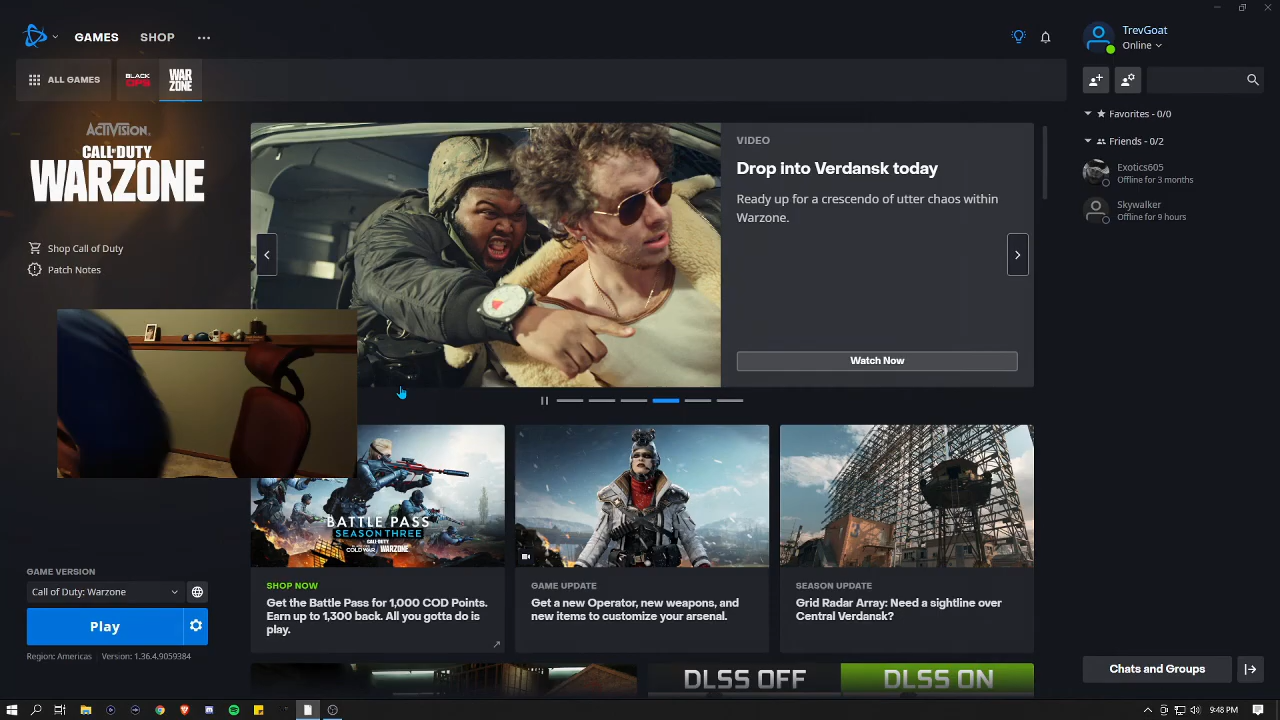 GAMES
SHOP
ALL GAMES
BLACK OPS
WAR
ZONE
TrevGoat
Online
Favorites - 0/0
Friends - 0/2
Exotics605
Offline for 3 months
Skywalker
Offline for 9 hours
ACTIVISION.
CALL OF DUTY
WARZONE
Shop Call of Duty
Patch Notes
VIDEO
Drop into Verdansk today
Ready up for a crescendo of utter chaos within
Warzone.
Watch Now
BATTLE PASS
SEASON THREE
CALL OF DUTY
COLD WAR WARZONE
SHOP NOW
Get the Battle Pass for 1,000 COD Points.
Earn up to 1,300 back. All you gotta do is
play.
GAME UPDATE
Get a new Operator, new weapons, and
new items to customize your arsenal.
SEASON UPDATE
Grid Radar Array: Need a sightline over
Central Verdansk?
GAME VERSION
Call of Duty: Warzone
Play
Region: Americas
Version: 1.36.4.9059384
DLSS OFF
DLSS ON
Chats and Groups
9:48 PM